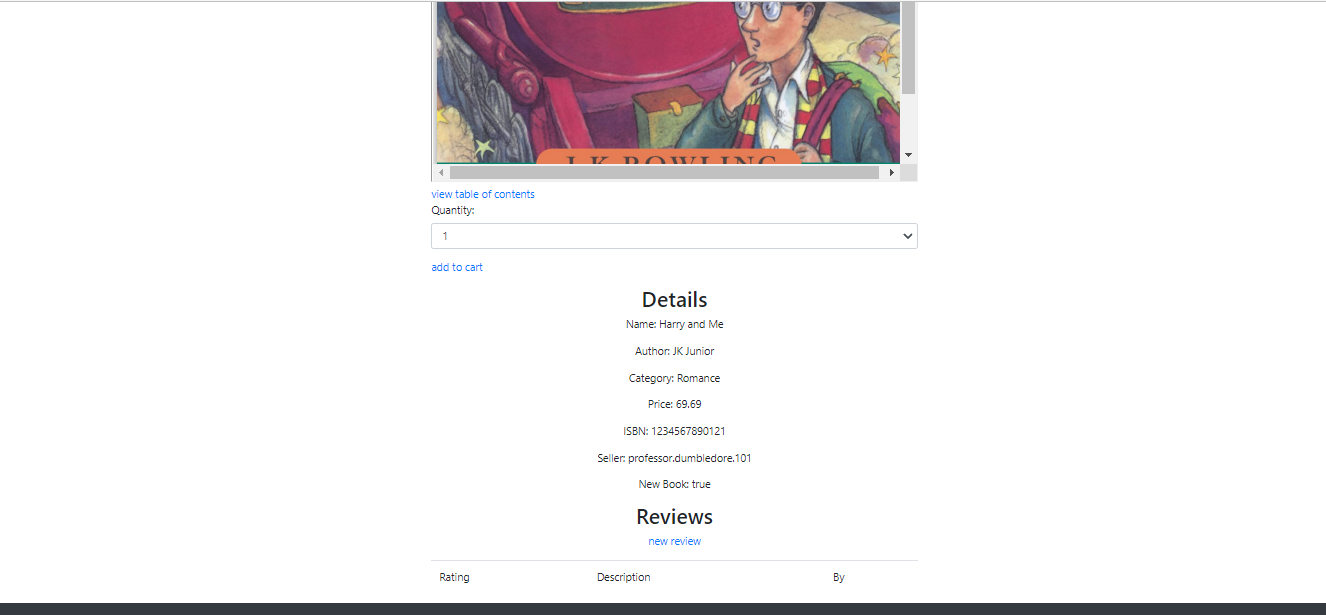 J.K. ROWLING
view table of contents
Quantity:
1
add to cart
Details
Name: Harry and Me
Author: JK Junior
Category: Romance
Price: 69.69
ISBN: 1234567890121
Seller: professor.dumbledore.101
New Book: true
Reviews
new review
Rating Description By